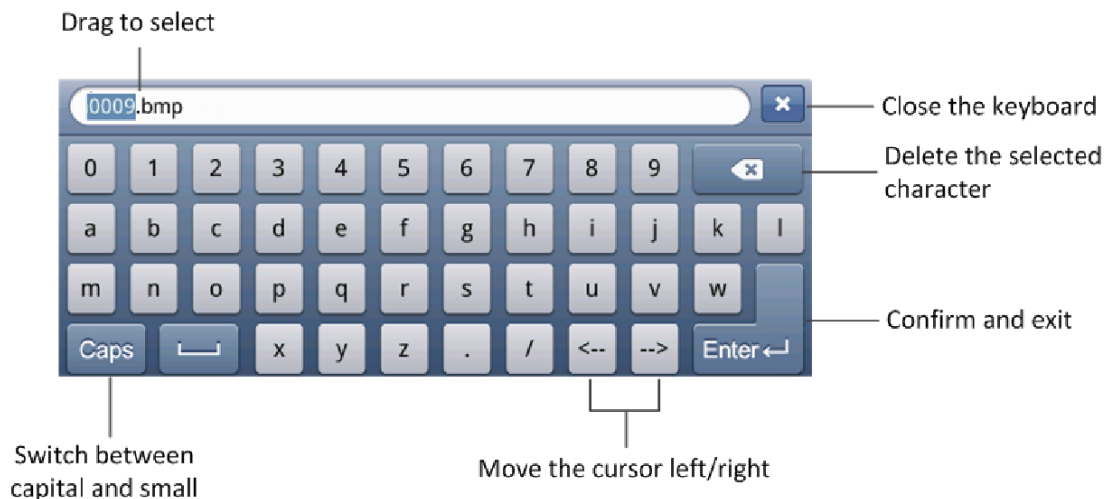 Drag to select
0009.bmp
Close the keyboard
0 1 2 3 4 5 6 7 8 9
Delete the selected
character
a b c d e f g h i j k l
m n o p q r s t u v w
Confirm and exit
Caps x y z . / <-- --> Enter
Switch between
capital and small
Move the cursor left/right